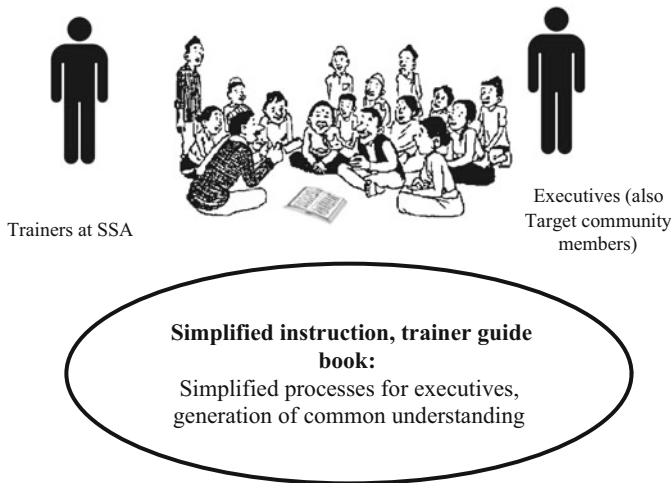 Trainers at SSA
Executives (also
Target community
members)
Simplified instruction, trainer guide
book:
Simplified processes for executives,
generation of common understanding